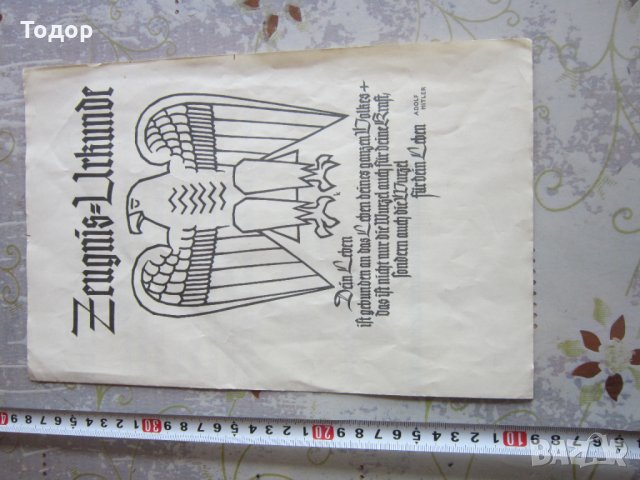 Тодор
Zeugnis=Urkunde
Dein Leben
ist gebunden an das Leben deines ganzen Volkes +
das ist nicht nur die Wurzel auch für deine Kraft,
sondern auch die Wurzel
für dein Leben
ADOLF
HITLER
BAZAR